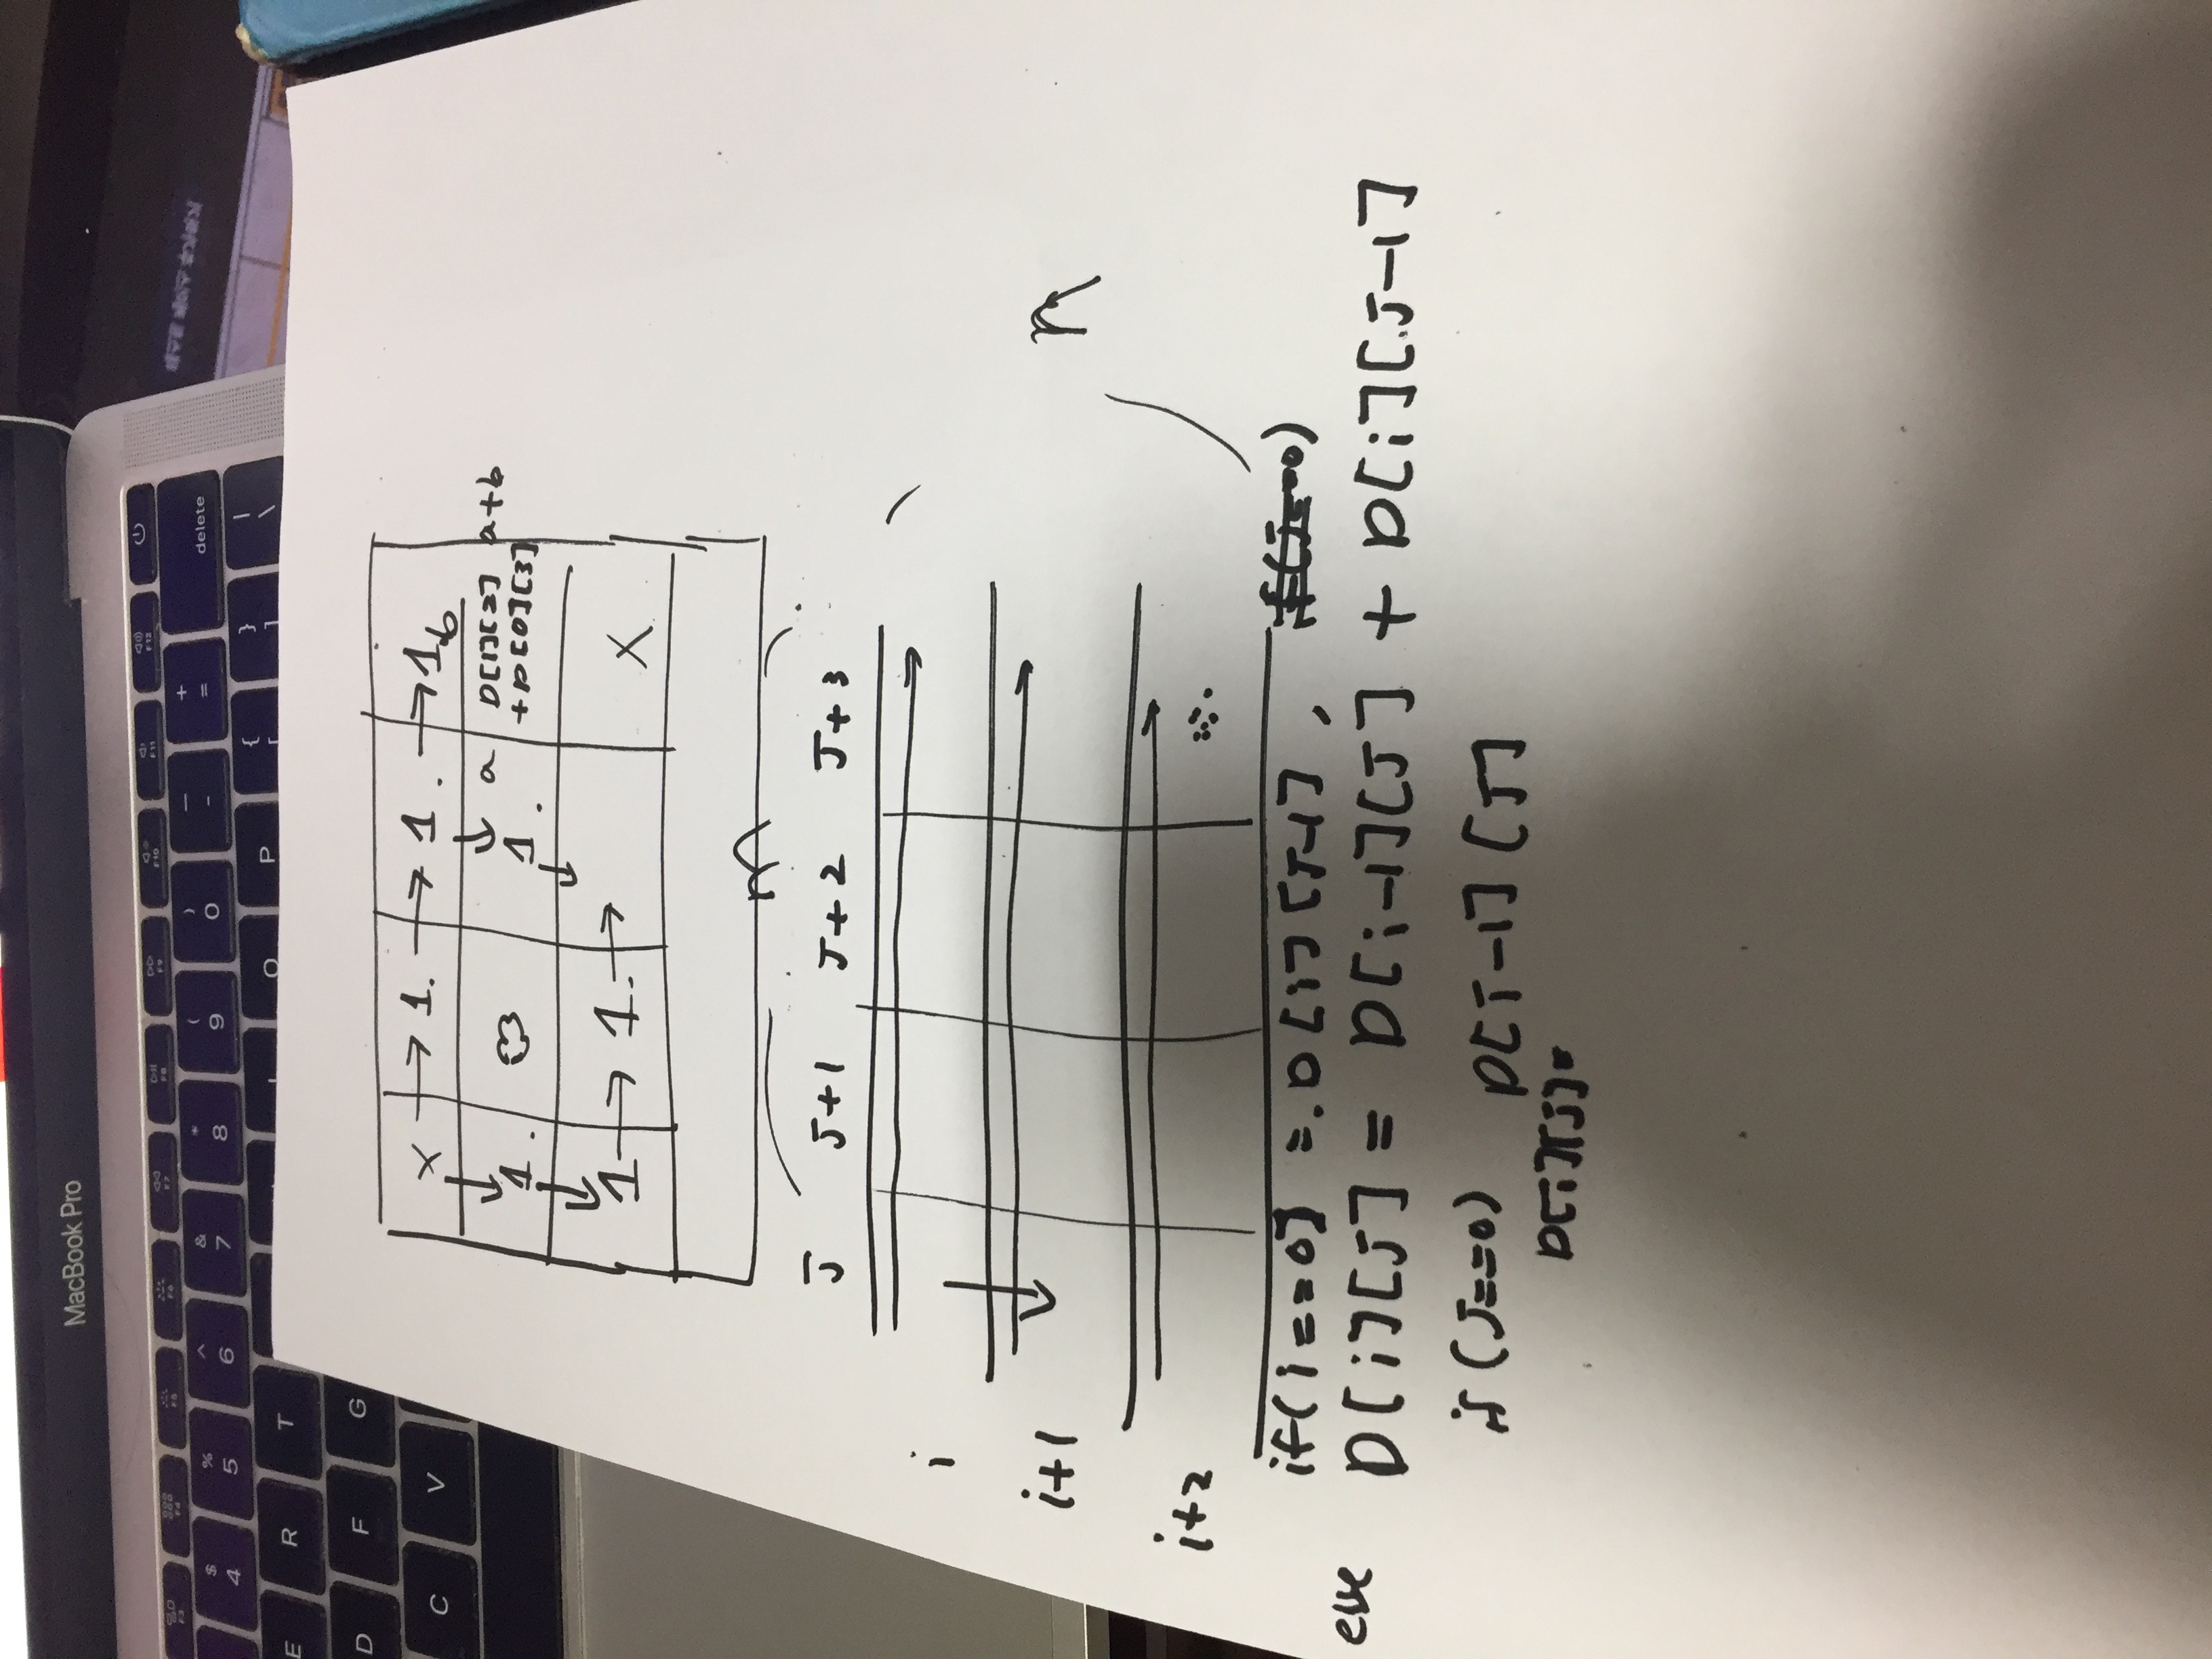 MacBook Pro
F3 F4 F5 F6 F7 F8 F9 F10 F11 F12
$ % ^ & * ( ) — +
4 5 6 7 8 9 0 - = delete
E R T O P { } |
[ ] \
D F G
C V
x → 1. → 1. → 1 b
1. 1. a D[1][2] a+b
+D[0][3]
1 → 1. → X
m
J J+1 J+2 J+3
i
i+1
n
i+2
if(i==0] =.D[i][J-1], if(J==0)
else D[i][J] = D[i-1][J] + D[i][J-1]
if (J==0) D[i-1][J]
D[i][J]=